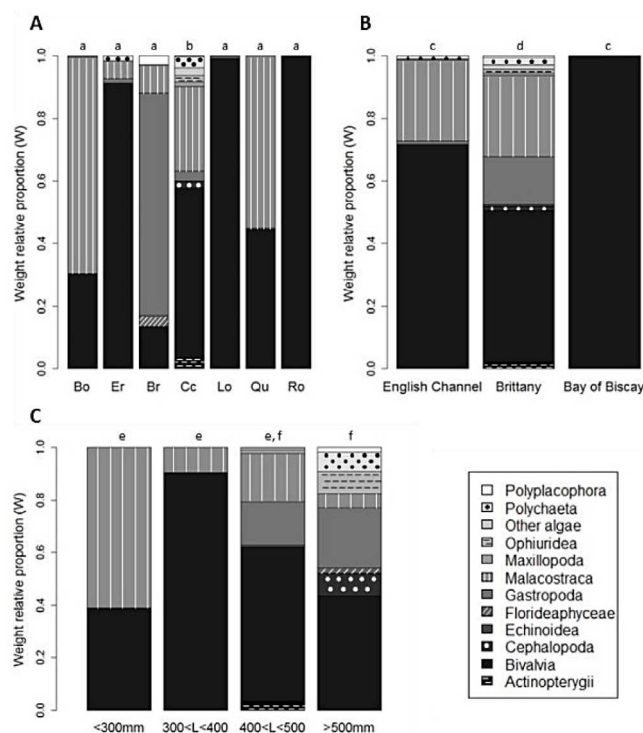 A
a a a b a a a
Weight relative proportion (W)
1.0
0.8
0.6
0.4
0.2
0.0
Bo Er Br Cc Lo Qu Ro
B
c d c
Weight relative proportion (W)
1.0
0.8
0.6
0.4
0.2
0.0
English Channel Brittany Bay of Biscay
C
e e e, f f
Weight relative proportion (W)
1.0
0.8
0.6
0.4
0.2
0.0
<300mm 300<L<400 400<L<500 >500mm
Polyplacophora
Polychaeta
Other algae
Ophiuridea
Maxillopoda
Malacostraca
Gastropoda
Florideaphyceae
Echinoidea
Cephalopoda
Bivalvia
Actinopterygii